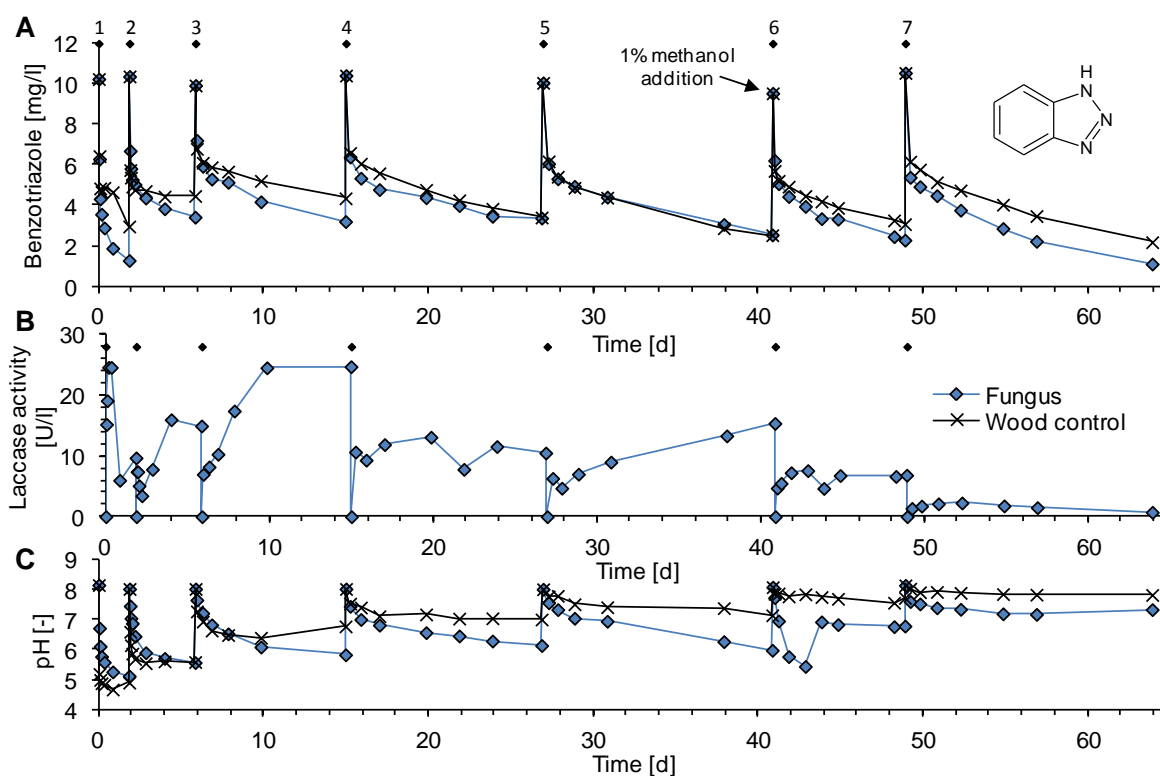 A
1 2 3 4 5 6 7
12
10
8
6
4
2
0
Benzotriazole [mg/l]
1% methanol
addition
H
N
N
N
0 10 20 30 40 50 60
Time [d]
B
30
20
10
0
Laccase activity
[U/l]
Fungus
Wood control
0 10 20 30 40 50 60
Time [d]
C
9
8
7
6
5
4
pH [-]
0 10 20 30 40 50 60
Time [d]